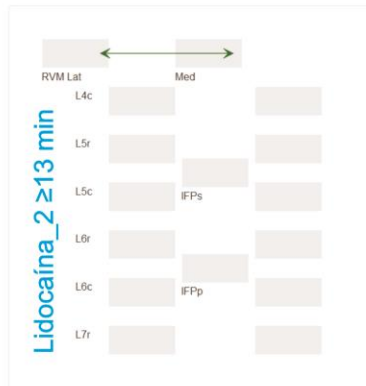 RVM Lat
Med
L4c
L5r
L5c
IFPs
L6r
L6c
IFPp
L7r
Lidocaína_2 ≥13 min